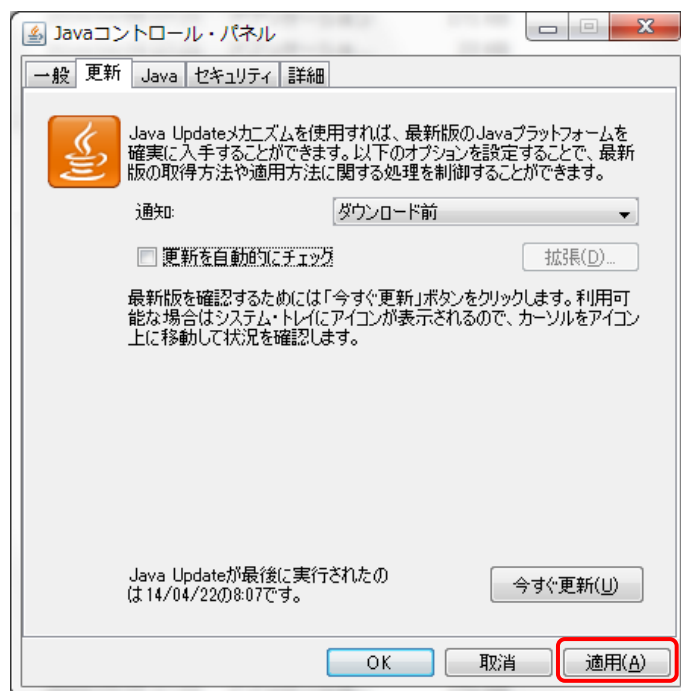 Javaコントロール・パネル
一般 更新 Java セキュリティ 詳細
Java Updateメカニズムを使用すれば、最新版のJavaプラットフォームを
確実に入手することができます。以下のオプションを設定することで、最新
版の取得方法や適用方法に関する処理を制御することができます。
通知: ダウンロード前
更新を自動的にチェック 拡張(D)...
最新版を確認するためには「今すぐ更新」ボタンをクリックします。利用可
能な場合はシステム・トレイにアイコンが表示されるので、カーソルをアイコン
上に移動して状況を確認します。
Java Updateが最後に実行されたの
は14/04/22の8:07です。
今すぐ更新(U)
OK 取消 適用(A)